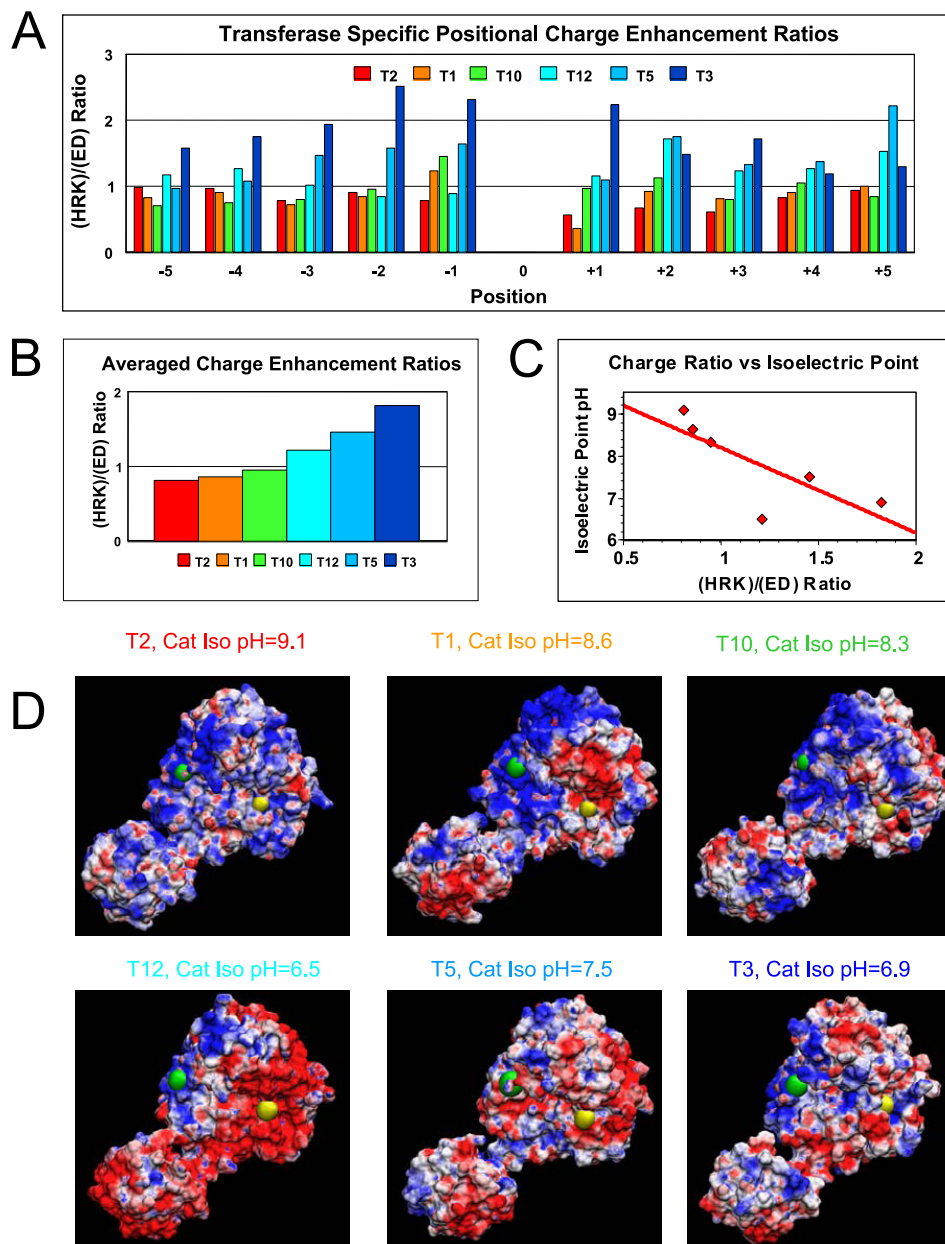 A
Transferase Specific Positional Charge Enhancement Ratios
(HRK)/(ED) Ratio
3
2
1
0
T2 T1 T10 T12 T5 T3
-5 -4 -3 -2 -1 0 +1 +2 +3 +4 +5
Position
B
Averaged Charge Enhancement Ratios
(HRK)/(ED) Ratio
2
1
0
T2 T1 T10 T12 T5 T3
C
Charge Ratio vs Isoelectric Point
Isoelectric Point pH
9
8
7
6
0.5 1 1.5 2
(HRK)/(ED) Ratio
D
T2, Cat Iso pH=9.1
T1, Cat Iso pH=8.6
T10, Cat Iso pH=8.3
T12, Cat Iso pH=6.5
T5, Cat Iso pH=7.5
T3, Cat Iso pH=6.9